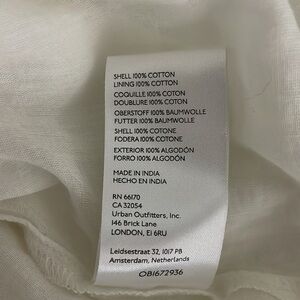 SHELL 100% COTTON
LINING 100% COTTON
COQUILLE 100% COTON
DOUBLURE 100% COTON
OBERSTOFF 100% BAUMWOLLE
FUTTER 100% BAUMWOLLE
SHELL 100% COTONE
FODERA 100% COTONE
EXTERIOR 100% ALGODÓN
FORRO 100% ALGODÓN
MADE IN INDIA
HECHO EN INDIA
RN 66170
CA 32054
Urban Outfitters, Inc.
146 Brick Lane
LONDON, E1 6RU
Leidsestraat 32, 1017 PB
Amsterdam, Netherlands
OB1672936